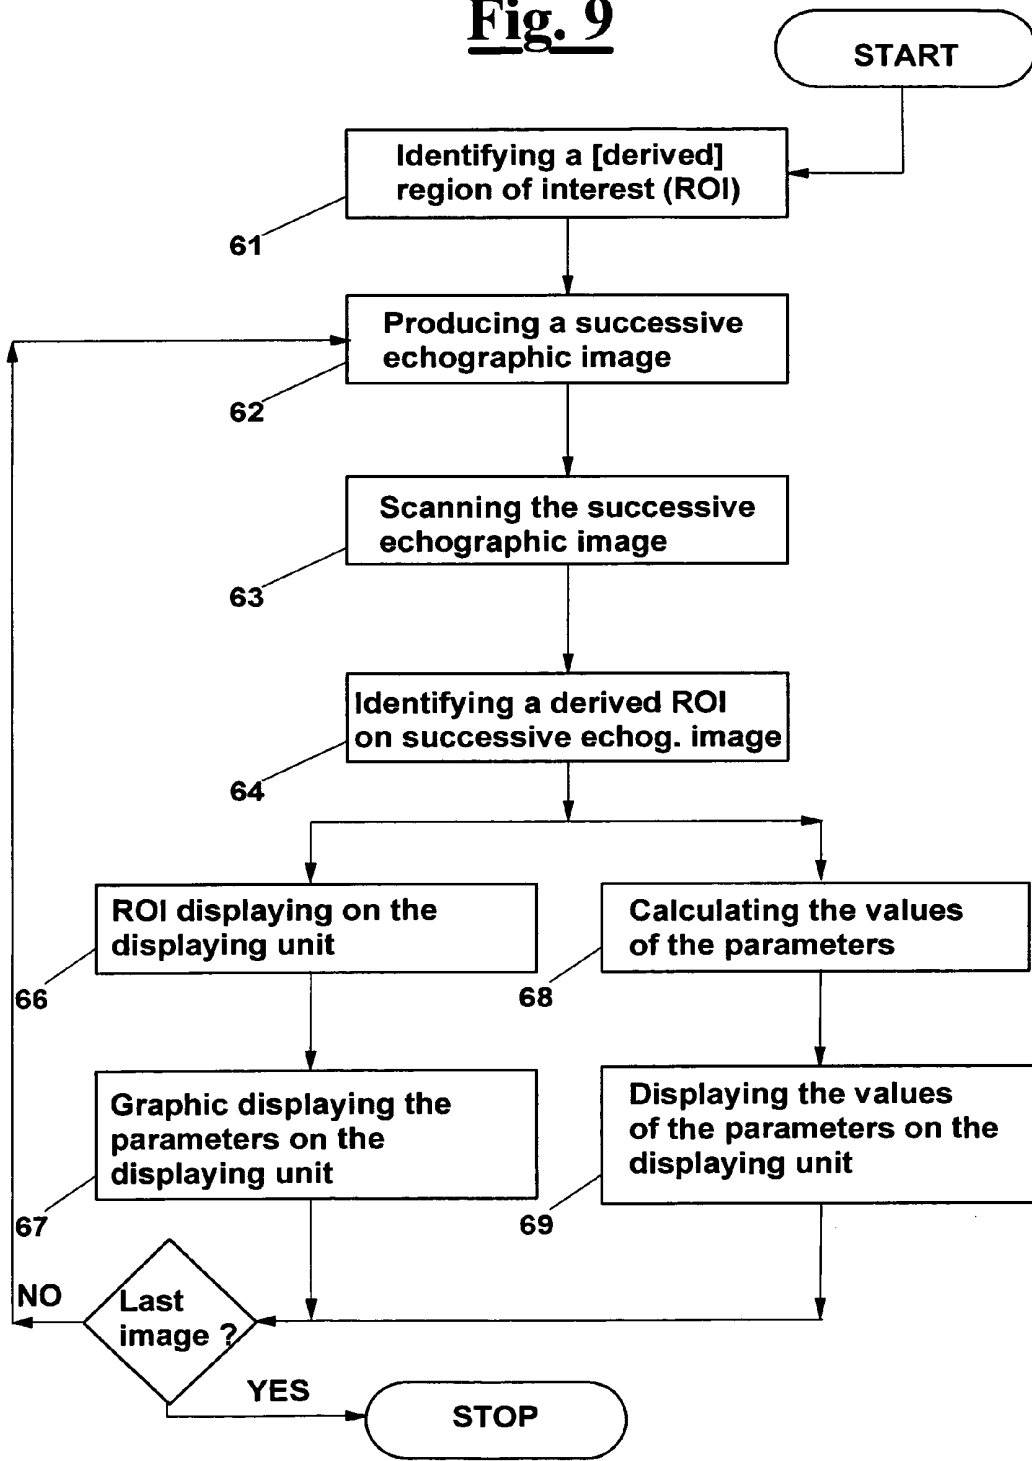 Fig. 9
START
Identifying a [derived]
region of interest (ROI)
61
Producing a successive
echographic image
62
Scanning the successive
echographic image
63
Identifying a derived ROI
on successive echog. image
64
ROI displaying on the
displaying unit
66
Calculating the values
of the parameters
68
Graphic displaying the
parameters on the
displaying unit
67
Displaying the values
of the parameters on the
displaying unit
69
NO
Last
image ?
YES
STOP